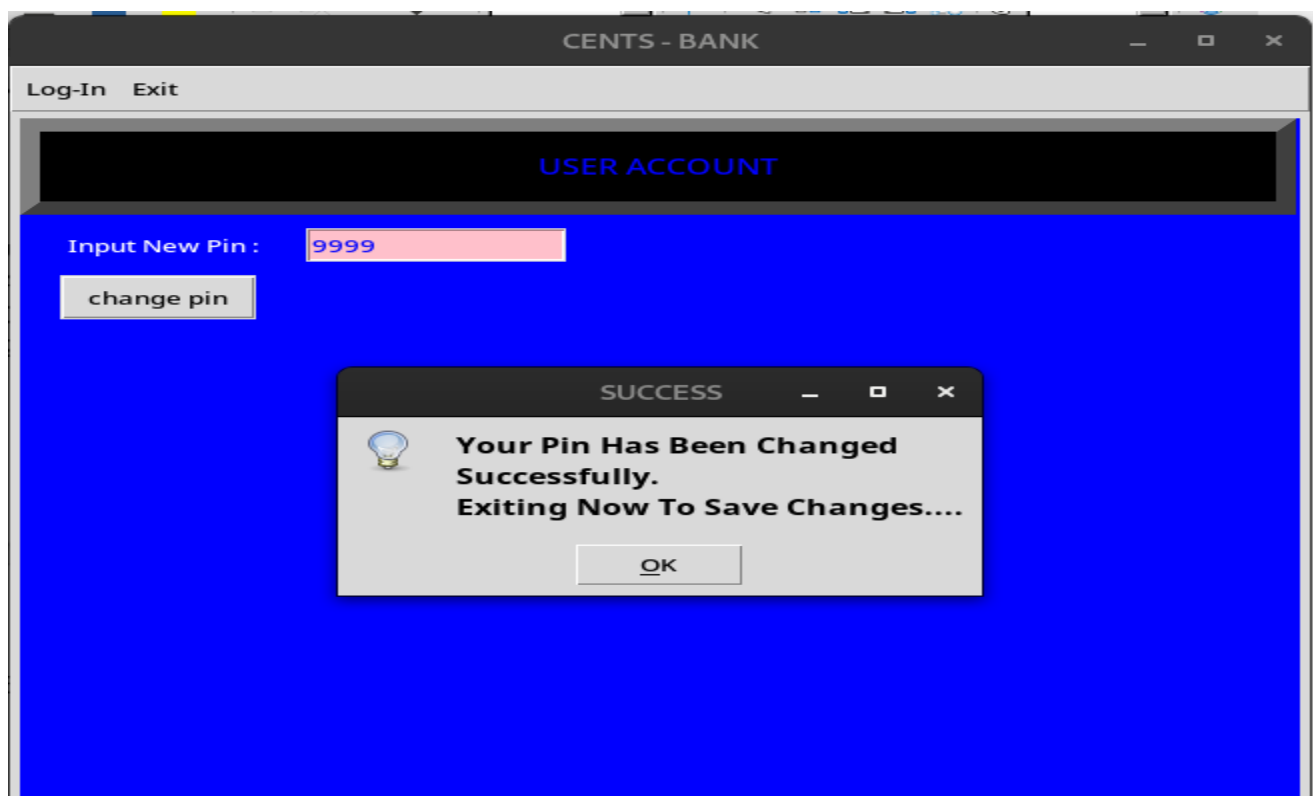 CENTS - BANK
Log-In Exit
USER ACCOUNT
Input New Pin : 9999
change pin
SUCCESS
Your Pin Has Been Changed
Successfully.
Exiting Now To Save Changes....
OK